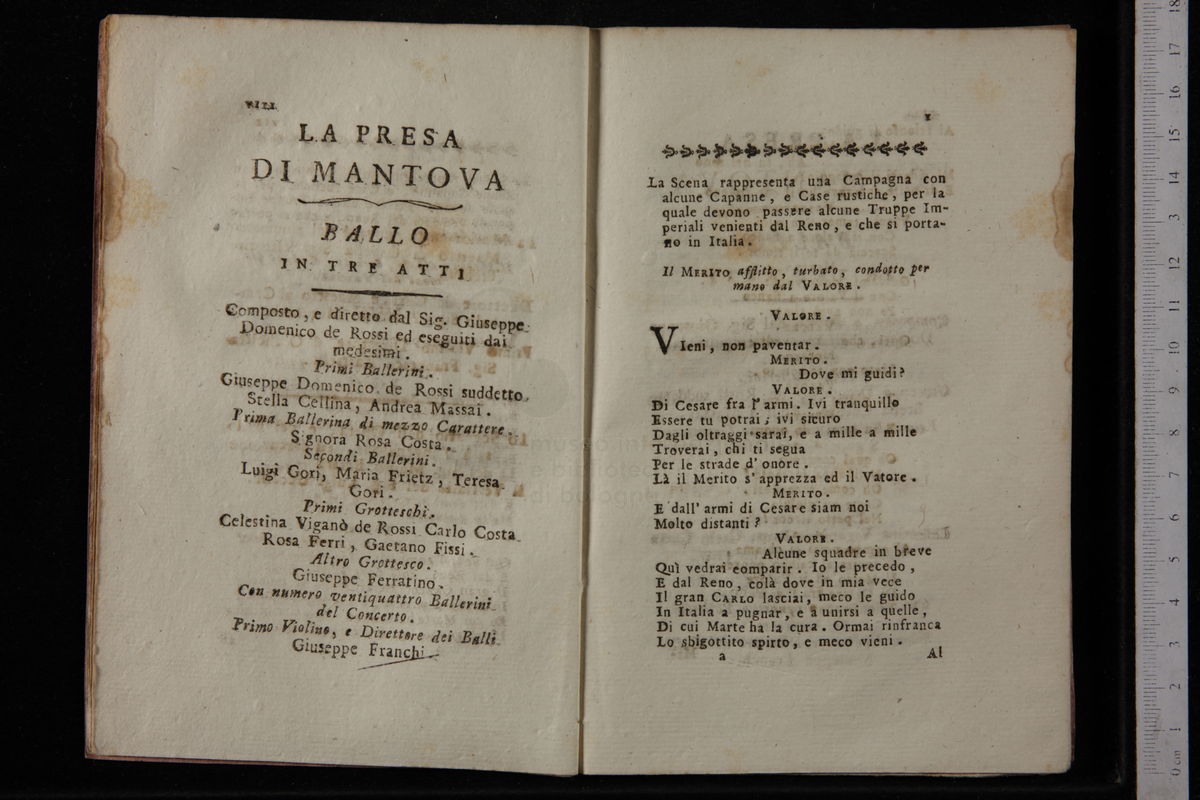 VIII
LA PRESA
DI MANTOVA
BALLO
IN TRE ATTI
Composto, e diretto dal Sig. Giuseppe
Domenico de Rossi ed eseguiti dai
medesimi.
Primi Ballerini.
Giuseppe Domenico de Rossi suddetto
Stella Cellina, Andrea Massai.
Prima Ballerina di mezzo Carattere.
Signora Rosa Costa.
Secondi Ballerini.
Luigi Gori, Maria Frietz, Teresa
Gori.
Primi Grotteschi.
Celestina Viganò de Rossi Carlo Costa
Rosa Ferri, Gaetano Fissi.
Altro Grottesco.
Giuseppe Ferratino.
Con numero ventiquattro Ballerini
del Concerto.
Primo Violino, e Direttore dei Balli
Giuseppe Franchi
I
La Scena rappresenta una Campagna con
alcune Capanne, e Case rustiche, per la
quale devono passere alcune Truppe Im-
periali venienti dal Reno, e che si porta-
no in Italia.
Il MERITO afflitto, turbato, condotto per
mano dal VALORE.
VALORE.
Vieni, non paventar.
MERITO.
Dove mi guidi?
VALORE.
Di Cesare fra l'armi. Ivi tranquillo
Essere tu potrai; ivi sicuro
Dagli oltraggi sarai, e a mille a mille
Troverai, chi ti segua
Per le strade d'onore.
Là il Merito s'apprezza ed il Vatore.
MERITO.
E dall'armi di Cesare siam noi
Molto distanti?
VALORE.
Alcune squadre in breve
Quì vedrai comparir. Io le precedo,
E dal Reno, colà dove in mia vece
Il gran CARLO lasciai, meco le guido
In Italia a pugnar, e a unirsi a quelle,
Di cui Marte ha la cura. Ormai rinfranca
Lo sbigottito spirto, e meco vieni.
a
Al